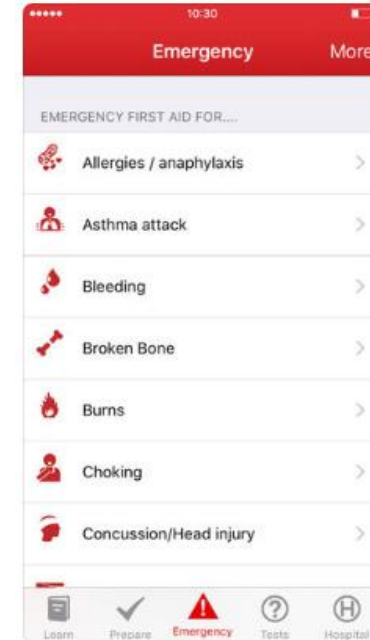 10:30
Emergency More
EMERGENCY FIRST AID FOR....
Allergies / anaphylaxis
Asthma attack
Bleeding
Broken Bone
Burns
Choking
Concussion/Head injury
Learn Prepare Emergency Tests Hospitals